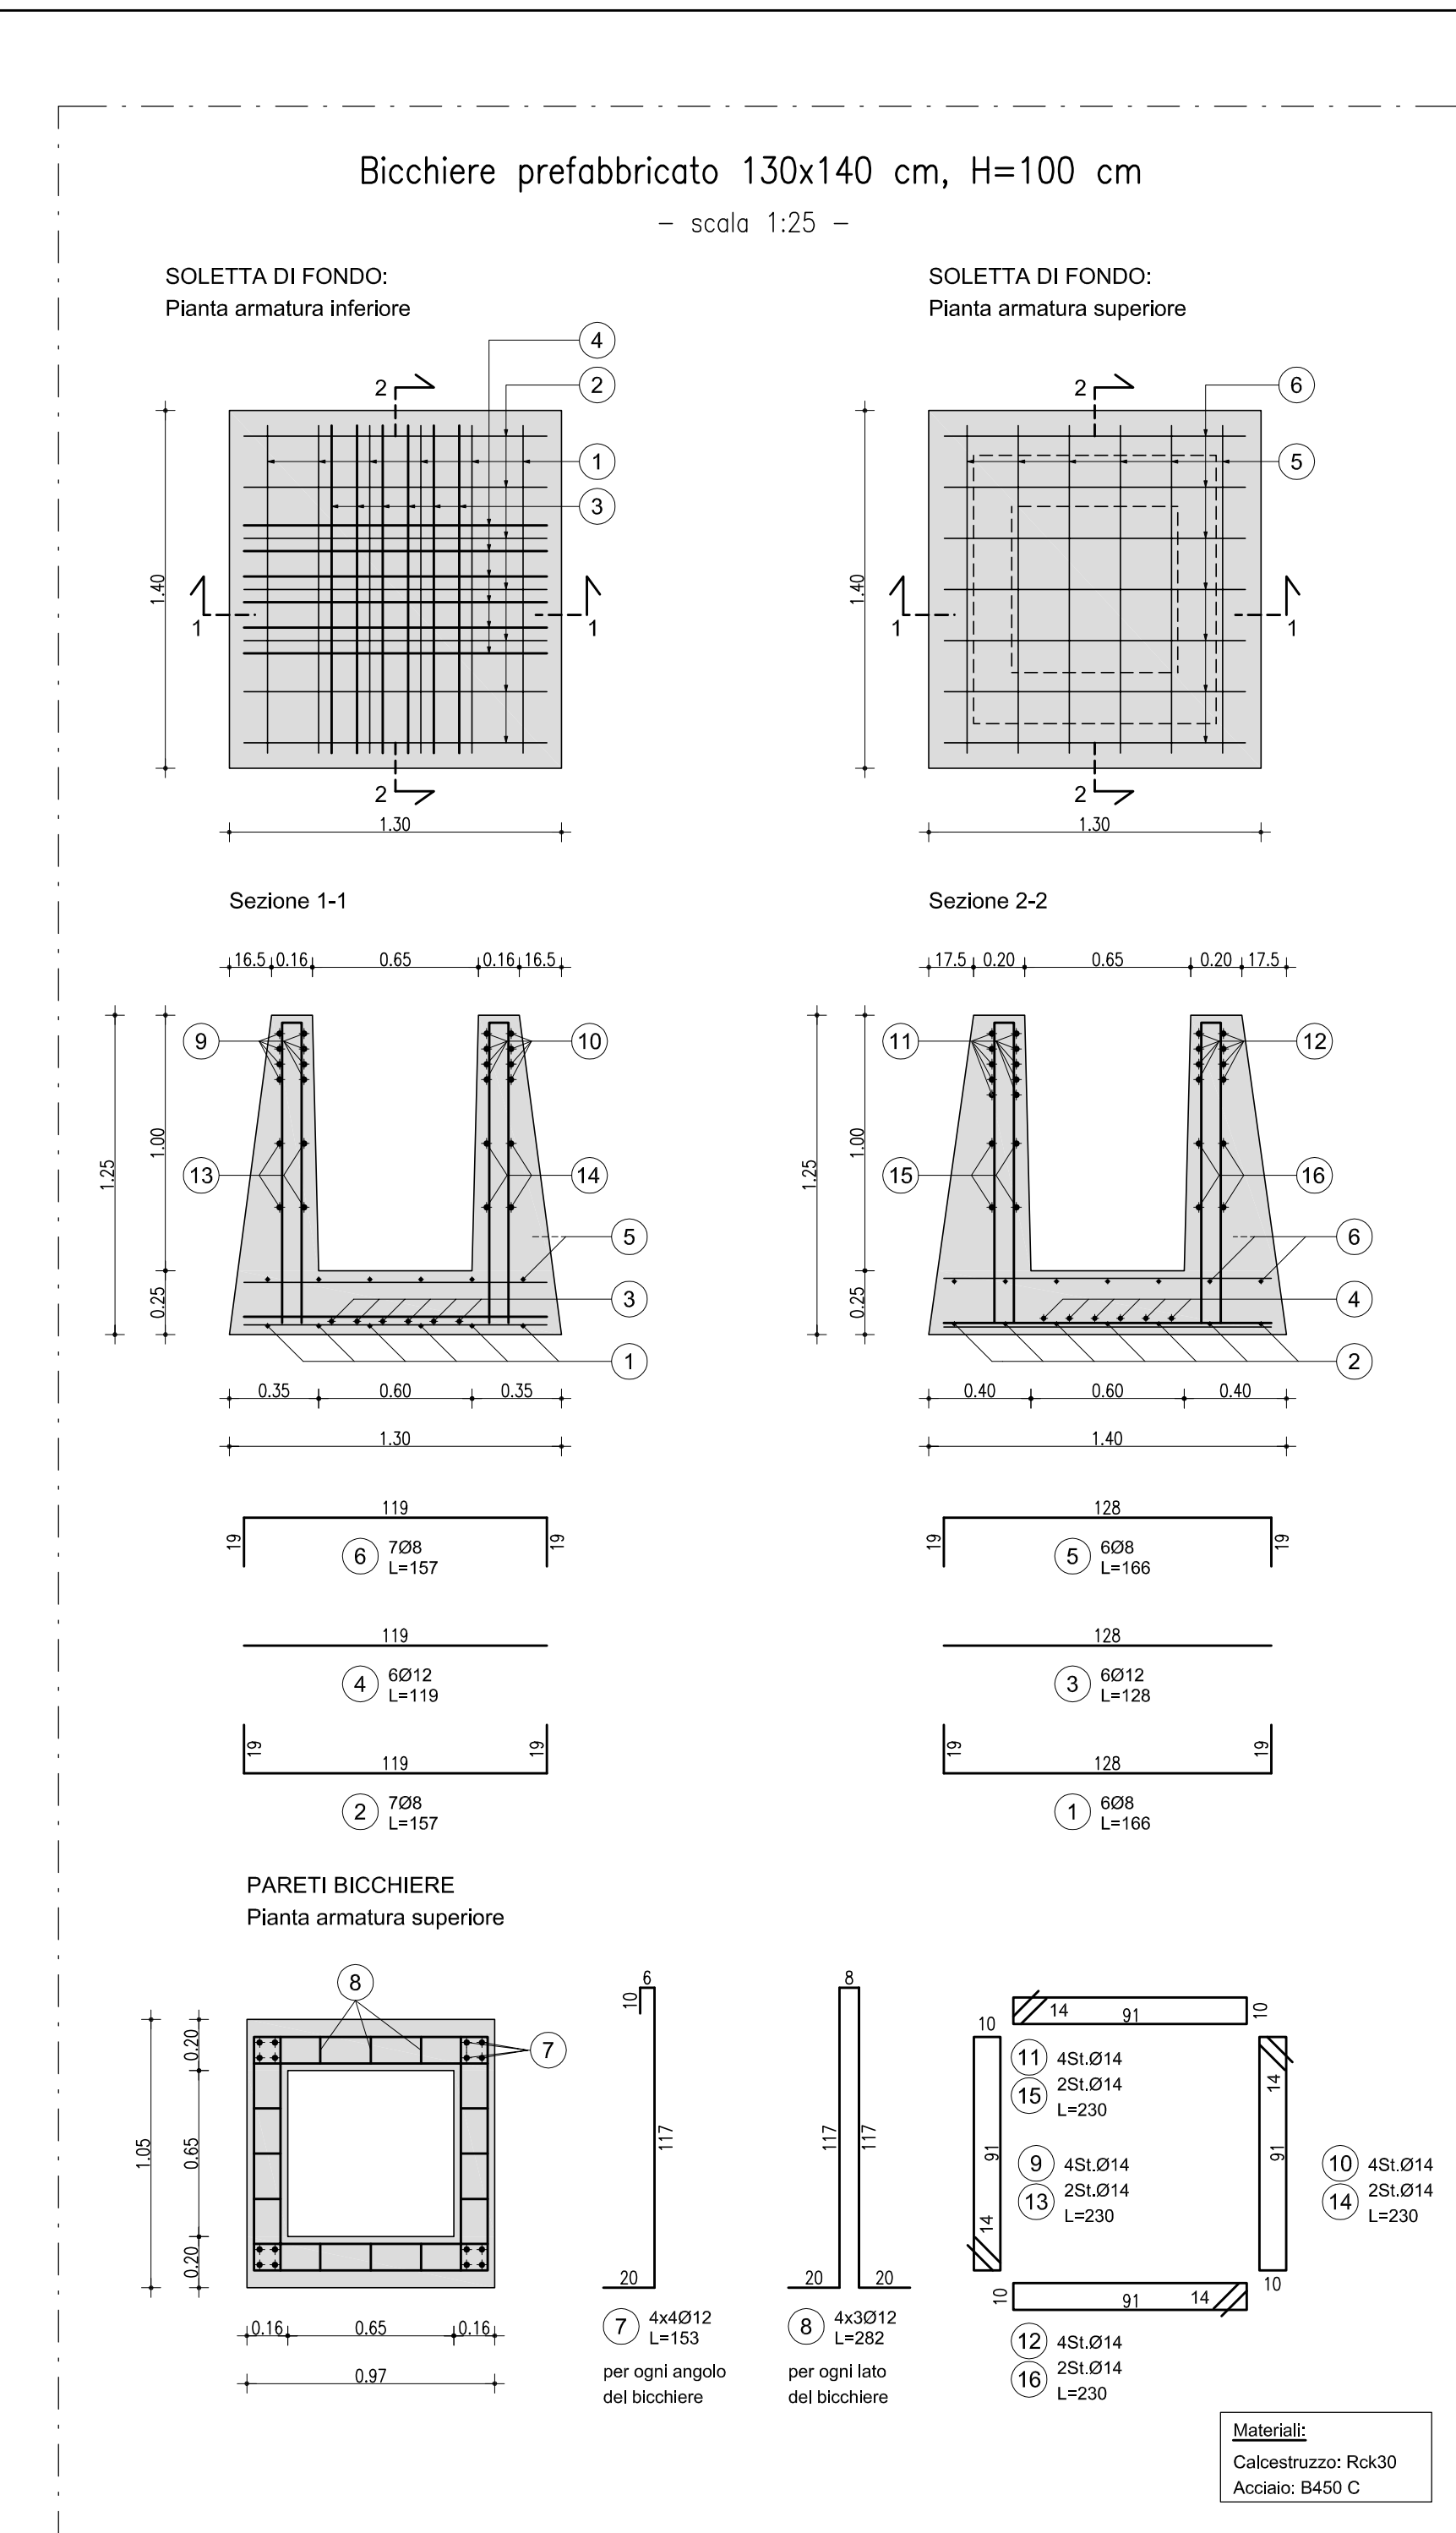 Bicchiere prefabbricato 130x140 cm, H=100 cm
– scala 1:25 –
SOLETTA DI FONDO:
Pianta armatura inferiore
4
2
1
3
2
2
1
1
1.40
1.30
SOLETTA DI FONDO:
Pianta armatura superiore
6
5
2
2
1
1
1.40
1.30
Sezione 1-1
16.5 0.16 0.65 0.16 16.5
9
10
13
14
5
3
1
1.25
1.00
0.25
0.35 0.60 0.35
1.30
Sezione 2-2
17.5 0.20 0.65 0.20 17.5
11
12
15
16
6
4
2
1.25
1.00
0.25
0.40 0.60 0.40
1.40
119
19 19
6 7Ø8
L=157
128
19 19
5 6Ø8
L=166
119
4 6Ø12
L=119
128
3 6Ø12
L=128
19 19
119
2 7Ø8
L=157
19 19
128
1 6Ø8
L=166
PARETI BICCHIERE
Pianta armatura superiore
8
7
1.05
0.20
0.65
0.20
0.16 0.65 0.16
0.97
6
10
117
20
7 4x4Ø12
L=153
per ogni angolo
del bicchiere
8
117 117
20 20
8 4x3Ø12
L=282
per ogni lato
del bicchiere
14 91 10
10
91
14
11 4St.Ø14
15 2St.Ø14
L=230
9 4St.Ø14
13 2St.Ø14
L=230
14
91
10
10 4St.Ø14
14 2St.Ø14
L=230
10 91 14
12 4St.Ø14
16 2St.Ø14
L=230
Materiali:
Calcestruzzo: Rck30
Acciaio: B450 C